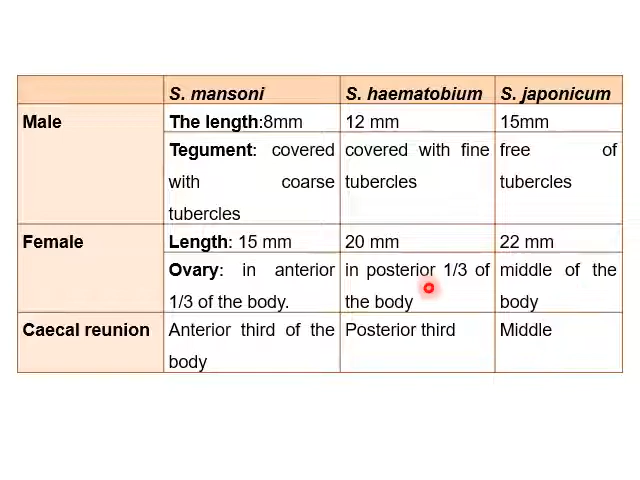 S. mansoni S. haematobium S. japonicum
Male The length:8mm 12 mm 15mm
Tegument: covered covered with fine free of
with coarse tubercles tubercles
tubercles
Female Length: 15 mm 20 mm 22 mm
Ovary: in anterior in posterior 1/3 of middle of the
1/3 of the body. the body body
Caecal reunion Anterior third of the Posterior third Middle
body